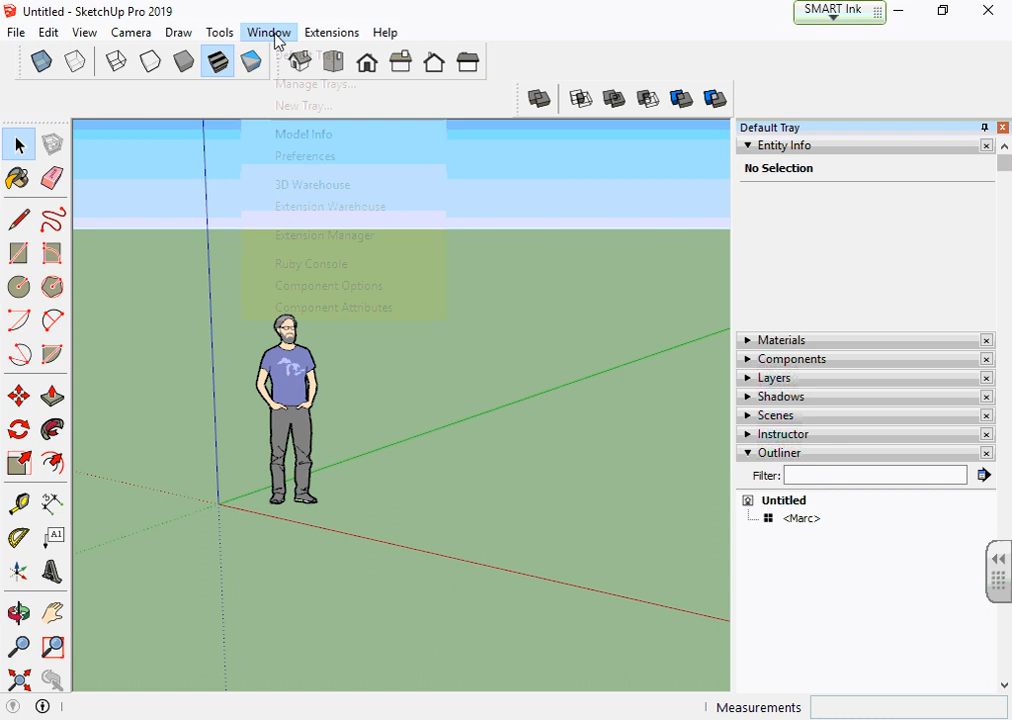 Untitled - SketchUp Pro 2019
SMART Ink
File Edit View Camera Draw Tools Window Extensions Help
Manage Trays...
New Tray...
Model Info
Preferences
3D Warehouse
Extension Warehouse
Extension Manager
Ruby Console
Component Options
Component Attributes
Default Tray
Entity Info
No Selection
Materials
Components
Layers
Shadows
Scenes
Instructor
Outliner
Filter:
Untitled
<Marc>
A1
Measurements